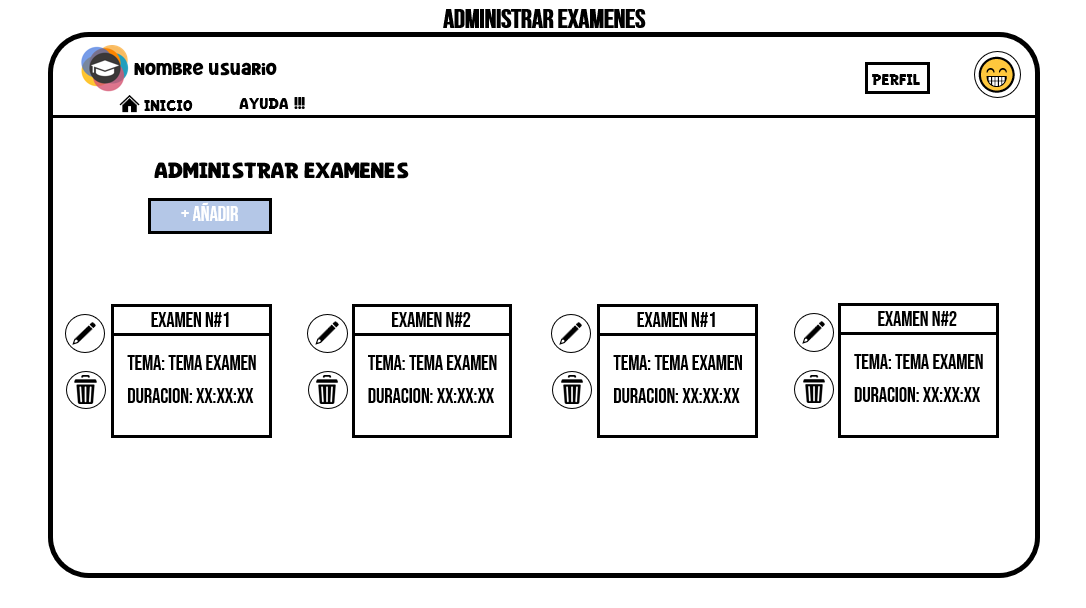 ADMINISTRAR EXAMENES
NOMBRE USUARIO
PERFIL
INICIO
AYUDA !!!
ADMINISTRAR EXAMENES
+ AÑADIR
EXAMEN N#1
TEMA: TEMA EXAMEN
DURACION: XX:XX:XX
EXAMEN N#2
TEMA: TEMA EXAMEN
DURACION: XX:XX:XX
EXAMEN N#1
TEMA: TEMA EXAMEN
DURACION: XX:XX:XX
EXAMEN N#2
TEMA: TEMA EXAMEN
DURACION: XX:XX:XX